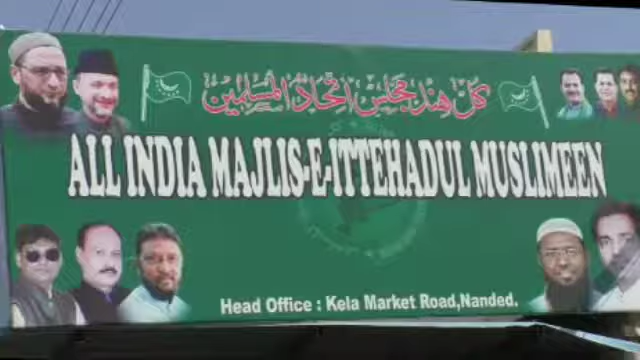 کل ہند مجلس اتحاد المسلمین
ALL INDIA MAJLIS-E-ITTEHADUL MUSLIMEEN
Head Office : Kela Market Road,Nanded.